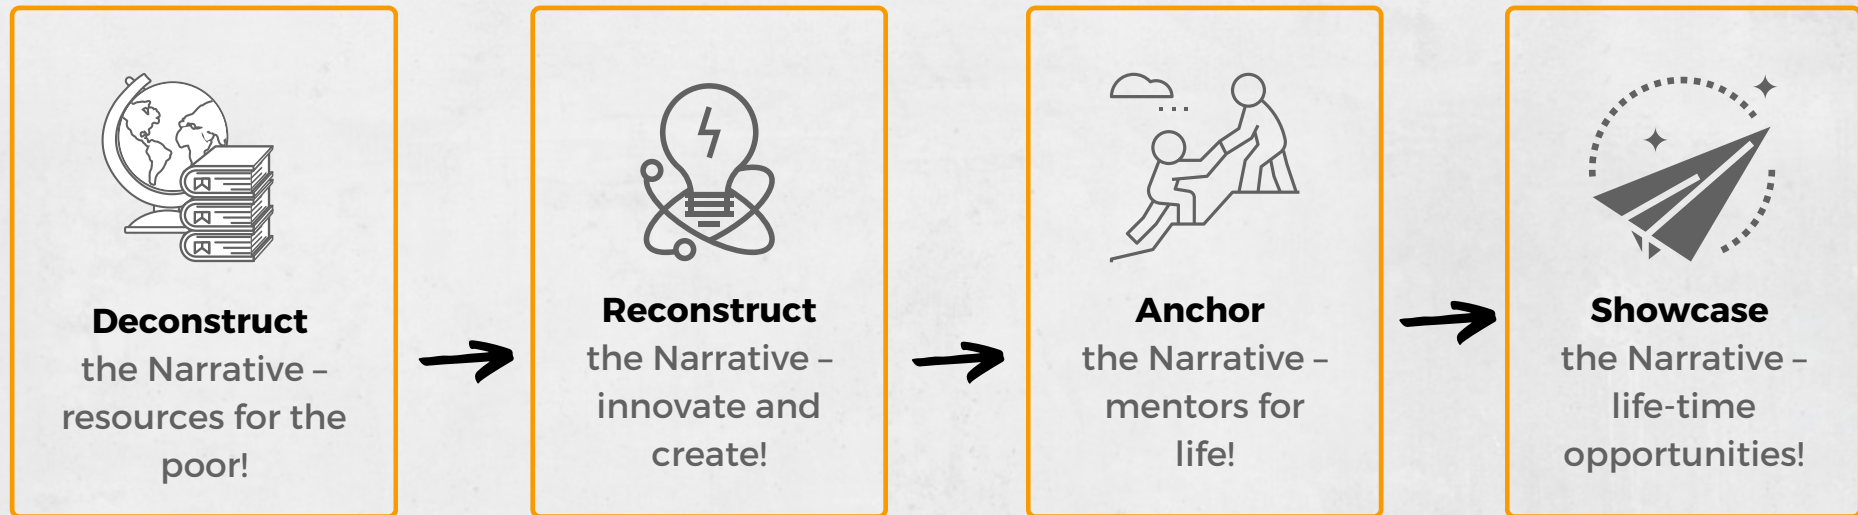 Deconstruct
the Narrative –
resources for the
poor!
Reconstruct
the Narrative –
innovate and
create!
Anchor
the Narrative –
mentors for
life!
Showcase
the Narrative –
life-time
opportunities!